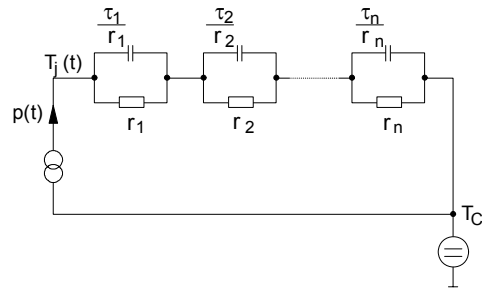 τ1 τ2 τn
r1 r2 rn
Tj (t)
r1 r2 rn
p(t)
TC